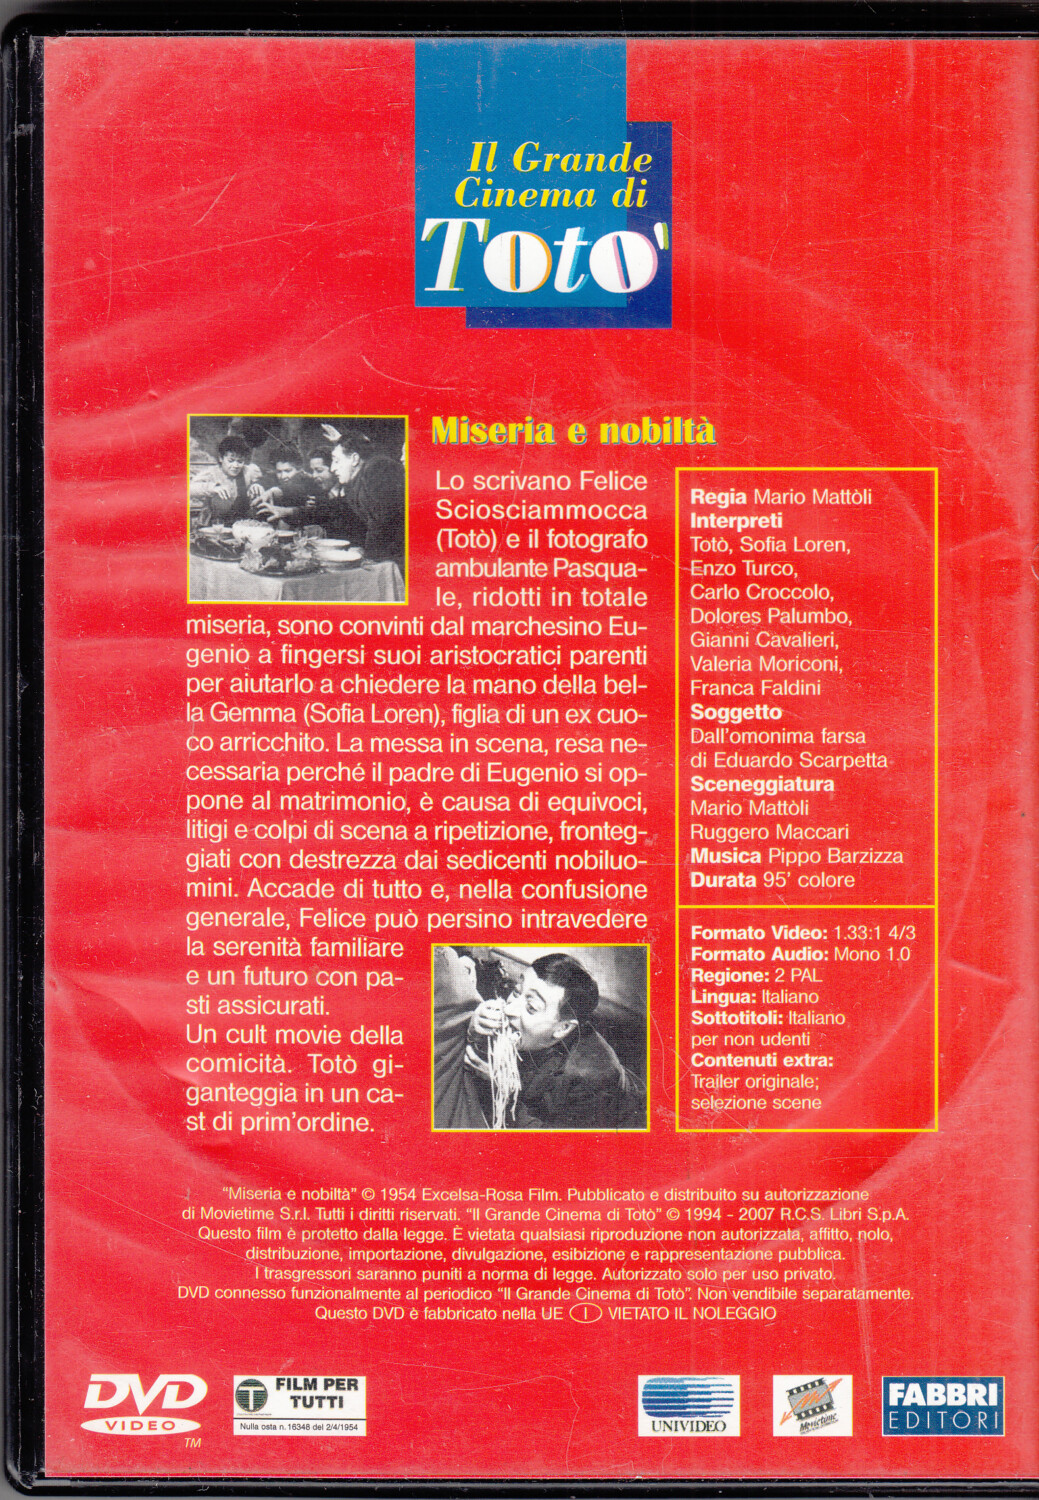 Il Grande
Cinema di
Totò
Miseria e nobiltà
Lo scrivano Felice
Sciosciammocca
(Totò) e il fotografo
ambulante Pasqua-
le, ridotti in totale
miseria, sono convinti dal marchesino Eu-
genio a fingersi suoi aristocratici parenti
per aiutarlo a chiedere la mano della bel-
la Gemma (Sofia Loren), figlia di un ex cuo-
co arricchito. La messa in scena, resa ne-
cessaria perché il padre di Eugenio si op-
pone al matrimonio, è causa di equivoci,
litigi e colpi di scena a ripetizione, fronteg-
giati con destrezza dai sedicenti nobiluo-
mini. Accade di tutto e, nella confusione
generale, Felice può persino intravedere
la serenità familiare
e un futuro con pa-
sti assicurati.
Un cult movie della
comicità. Totò gi-
ganteggia in un ca-
st di prim'ordine.
Regia Mario Mattòli
Interpreti
Totò, Sofia Loren,
Enzo Turco,
Carlo Croccolo,
Dolores Palumbo,
Gianni Cavalieri,
Valeria Moriconi,
Franca Faldini
Soggetto
Dall'omonima farsa
di Eduardo Scarpetta
Sceneggiatura
Mario Mattòli
Ruggero Maccari
Musica Pippo Barzizza
Durata 95' colore
Formato Video: 1.33:1 4/3
Formato Audio: Mono 1.0
Regione: 2 PAL
Lingua: Italiano
Sottotitoli: Italiano
per non udenti
Contenuti extra:
Trailer originale;
selezione scene
"Miseria e nobiltà" © 1954 Excelsa-Rosa Film. Pubblicato e distribuito su autorizzazione
di Movietime S.r.l. Tutti i diritti riservati. "Il Grande Cinema di Totò" © 1994 - 2007 R.C.S. Libri S.p.A.
Questo film è protetto dalla legge. È vietata qualsiasi riproduzione non autorizzata, affitto, nolo,
distribuzione, importazione, divulgazione, esibizione e rappresentazione pubblica.
I trasgressori saranno puniti a norma di legge. Autorizzato solo per uso privato.
DVD connesso funzionalmente al periodico "Il Grande Cinema di Totò". Non vendibile separatamente.
Questo DVD è fabbricato nella UE I VIETATO IL NOLEGGIO
DVD
VIDEO
TM
T
FILM PER
TUTTI
Nulla osta n.16348 del 2/4/1954
UNIVIDEO
Movietime
FABBRI
EDITORI